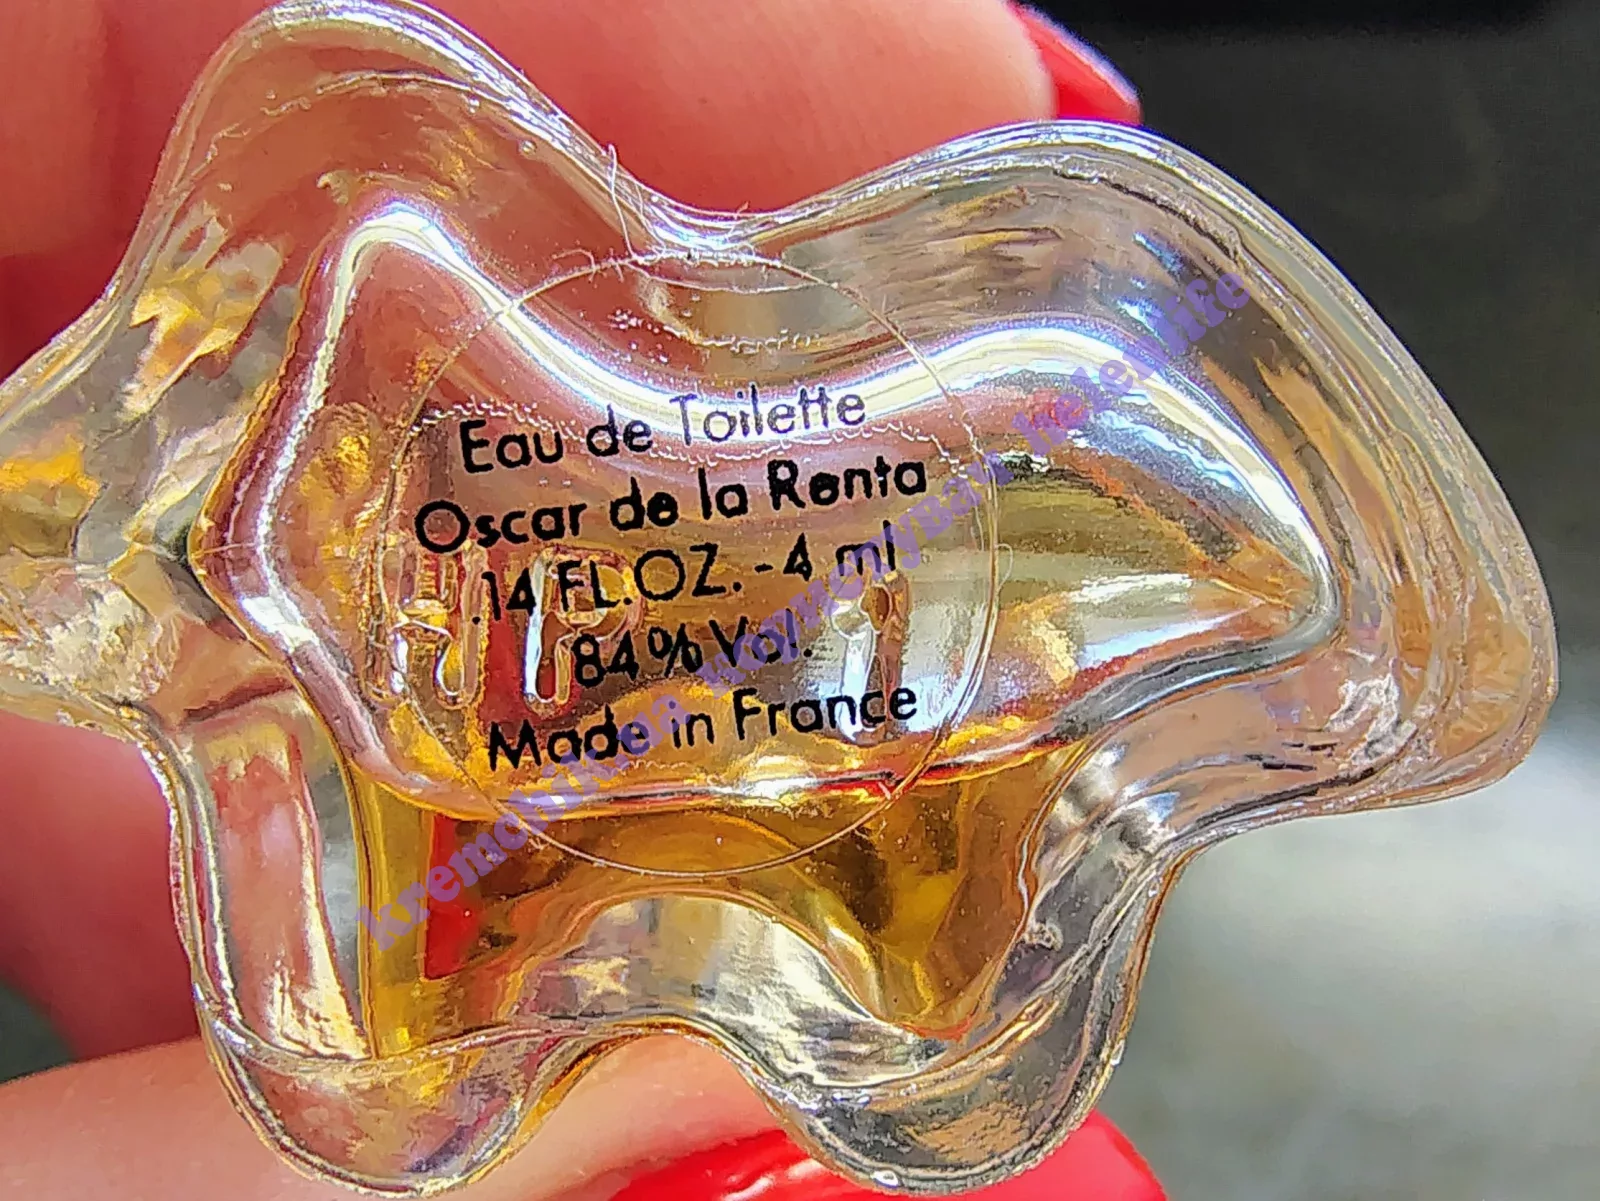 Eau de Toilette
Oscar de la Renta
.14 FL.OZ. - 4 ml
84% Vol.
Made in France